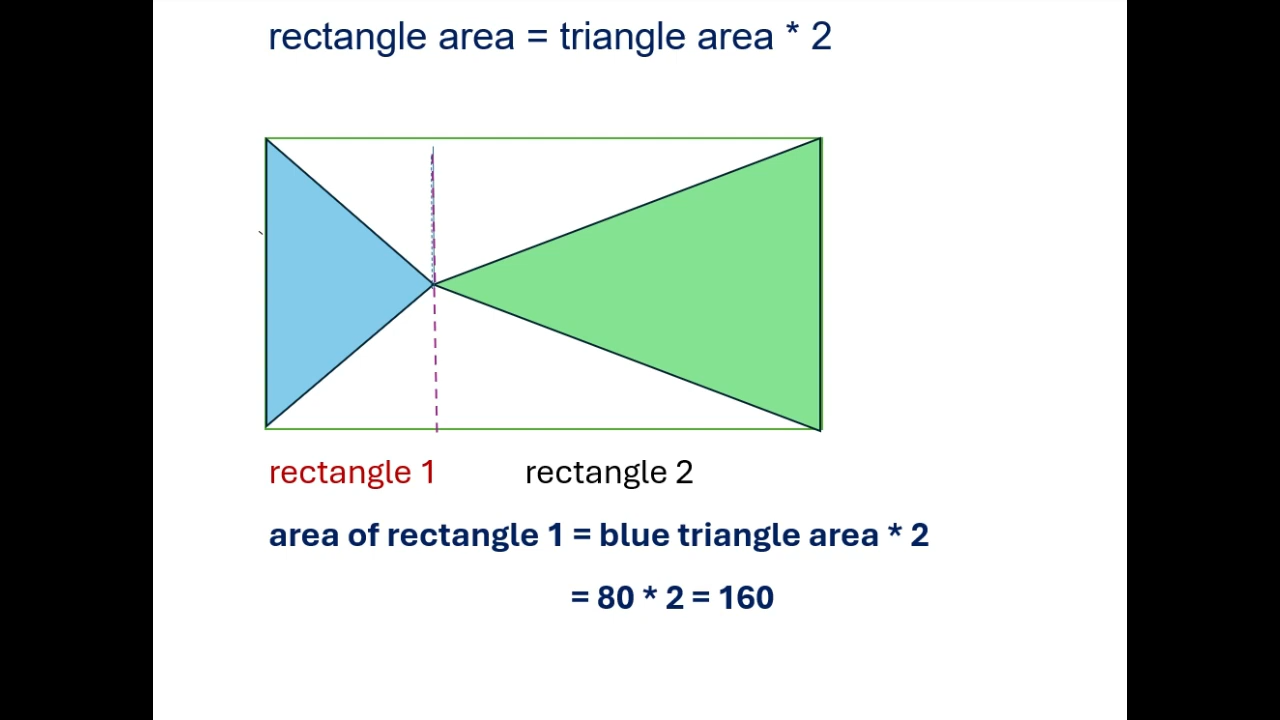 rectangle area = triangle area * 2
rectangle 1
rectangle 2
area of rectangle 1 = blue triangle area * 2
= 80 * 2 = 160